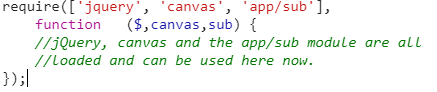 require(['jquery', 'canvas', 'app/sub'],
    function   ($,canvas,sub) {
    //jQuery, canvas and the app/sub module are all
    //loaded and can be used here now.
});